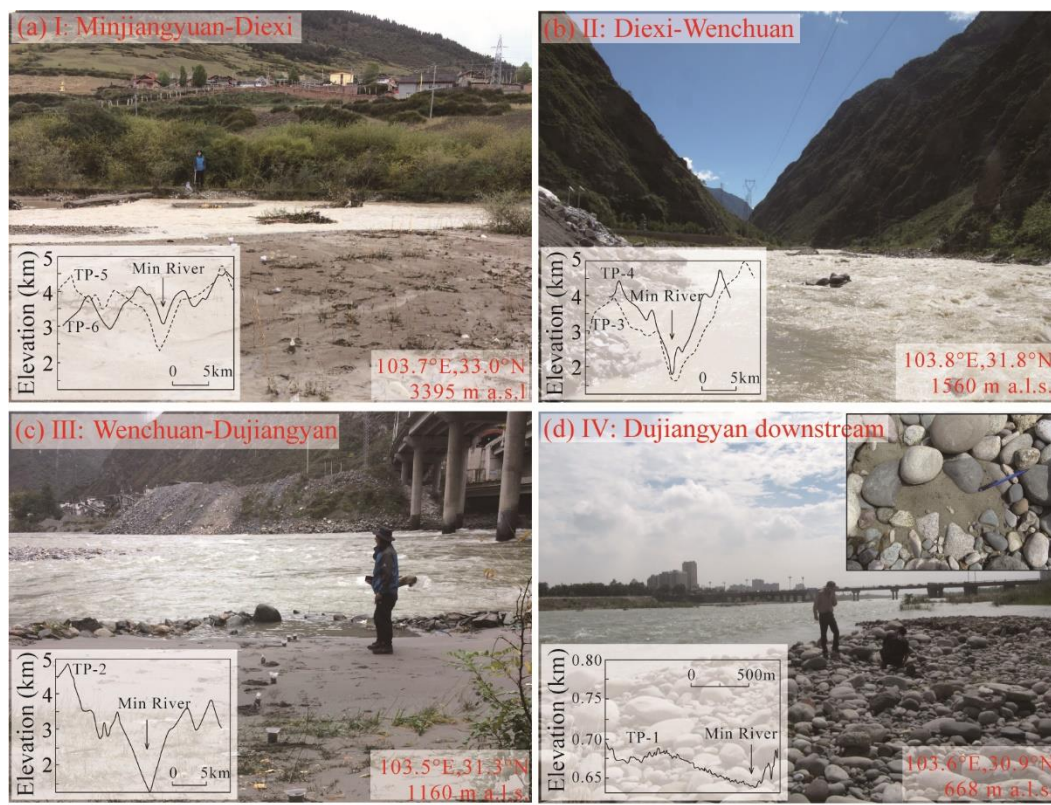 (a) I: Minjiangyuan-Diexi
Elevation (km)
5
4
3
2
TP-5
Min River
TP-6
0 5km
103.7°E,33.0°N
3395 m a.s.l
(b) II: Diexi-Wenchuan
Elevation (km)
5
4
3
2
TP-4
Min River
TP-3
0 5km
103.8°E,31.8°N
1560 m a.l.s.
(c) III: Wenchuan-Dujiangyan
Elevation (km)
5
4
3
2
TP-2
Min River
0 5km
103.5°E,31.3°N
1160 m a.l.s.
(d) IV: Dujiangyan downstream
Elevation (km)
0.80
0.75
0.70
0.65
0 500m
TP-1
Min River
103.6°E,30.9°N
668 m a.l.s.